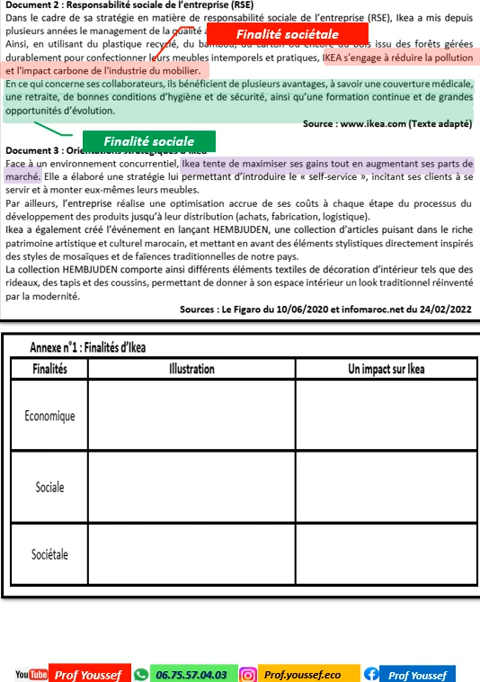 Document 2 : Responsabilité sociale de l'entreprise (RSE)
Dans le cadre de sa stratégie en matière de responsabilité sociale de l'entreprise (RSE), Ikea a mis depuis
plusieurs années le management de la qualité
Finalité sociétale
Ainsi, en utilisant du plastique recyclé, du bambou, du carton ou encore du bois issu des forêts gérées
durablement pour confectionner leurs meubles intemporels et pratiques, IKEA s'engage à réduire la pollution
et l'impact carbone de l'industrie du mobilier.
En ce qui concerne ses collaborateurs, ils bénéficient de plusieurs avantages, à savoir une couverture médicale,
une retraite, de bonnes conditions d'hygiène et de sécurité, ainsi qu'une formation continue et de grandes
opportunités d'évolution.
Source : www.ikea.com (Texte adapté)
Finalité sociale
Document 3 : Orientations stratégiques d'Ikea
Face à un environnement concurrentiel, Ikea tente de maximiser ses gains tout en augmentant ses parts de
marché. Elle a élaboré une stratégie lui permettant d'introduire le « self-service », incitant ses clients à se
servir et à monter eux-mêmes leurs meubles.
Par ailleurs, l'entreprise réalise une optimisation accrue de ses coûts à chaque étape du processus du
développement des produits jusqu'à leur distribution (achats, fabrication, logistique).
Ikea a également créé l'événement en lançant HEMBJUDEN, une collection d'articles puisant dans le riche
patrimoine artistique et culturel marocain, et mettant en avant des éléments stylistiques directement inspirés
des styles de mosaïques et de faïences traditionnelles de notre pays.
La collection HEMBJUDEN comporte ainsi différents éléments textiles de décoration d'intérieur tels que des
rideaux, des tapis et des coussins, permettant de donner à son espace intérieur un look traditionnel réinventé
par la modernité.
Sources : Le Figaro du 10/06/2020 et infomaroc.net du 24/02/2022
Annexe n°1 : Finalités d'Ikea
Finalités Illustration Un impact sur Ikea
Economique
Sociale
Sociétale
YouTube Prof Youssef 06.75.57.04.03 Prof.youssef.eco Prof Youssef